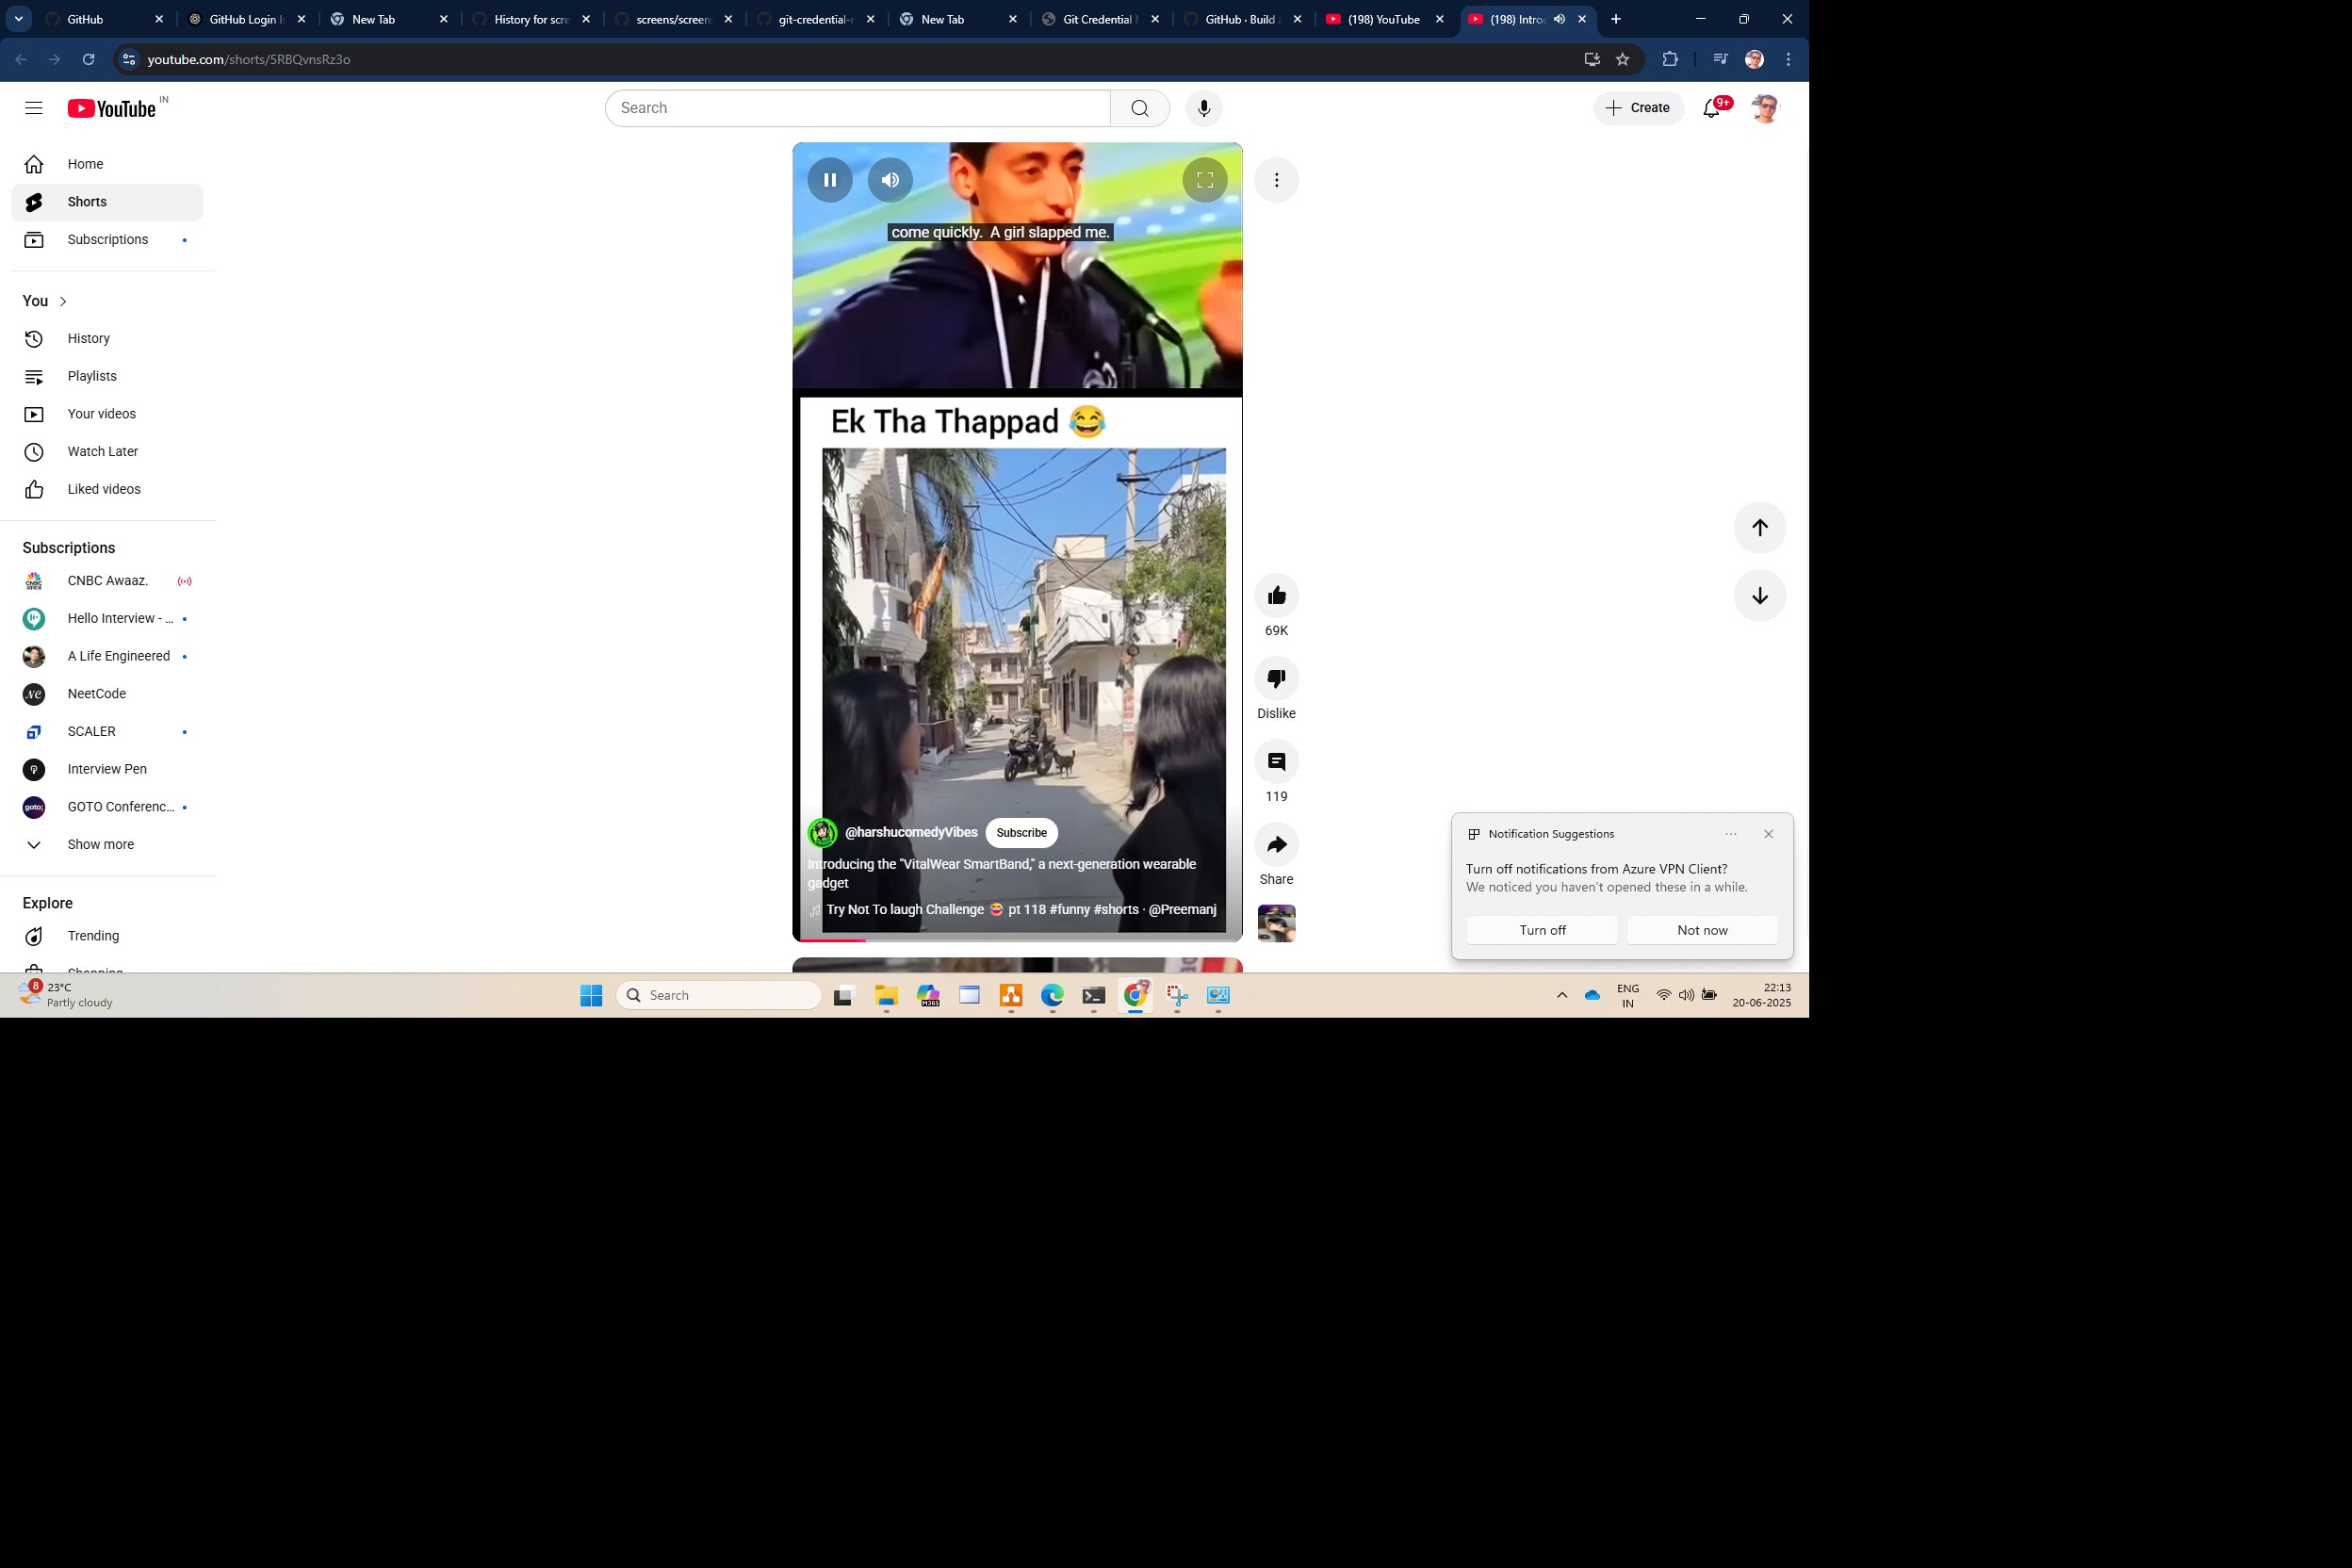 GitHub
GitHub Login
New Tab
History for scre
screens/screen
git-credential-
New Tab
Git Credential
GitHub · Build
(198) YouTube
(198) Intro
youtube.com/shorts/5RBQvnsRz3o
YouTube IN
Search
Create
9+
Home
Shorts
Subscriptions
You
History
Playlists
Your videos
Watch Later
Liked videos
Subscriptions
CNBC Awaaz.
Hello Interview - ...
A Life Engineered
NeetCode
SCALER
Interview Pen
GOTO Conferenc...
Show more
Explore
Trending
Shopping
come quickly.  A girl slapped me.
Ek Tha Thappad 😂
@harshucomedyVibes
Subscribe
Introducing the "VitalWear SmartBand," a next-generation wearable
gadget
Try Not To laugh Challenge 😂 pt 118 #funny #shorts · @Preemanj
69K
Dislike
119
Share
Notification Suggestions
Turn off notifications from Azure VPN Client?
We noticed you haven't opened these in a while.
Turn off
Not now
8
23°C
Partly cloudy
Search
M365
ENG
IN
22:13
20-06-2025